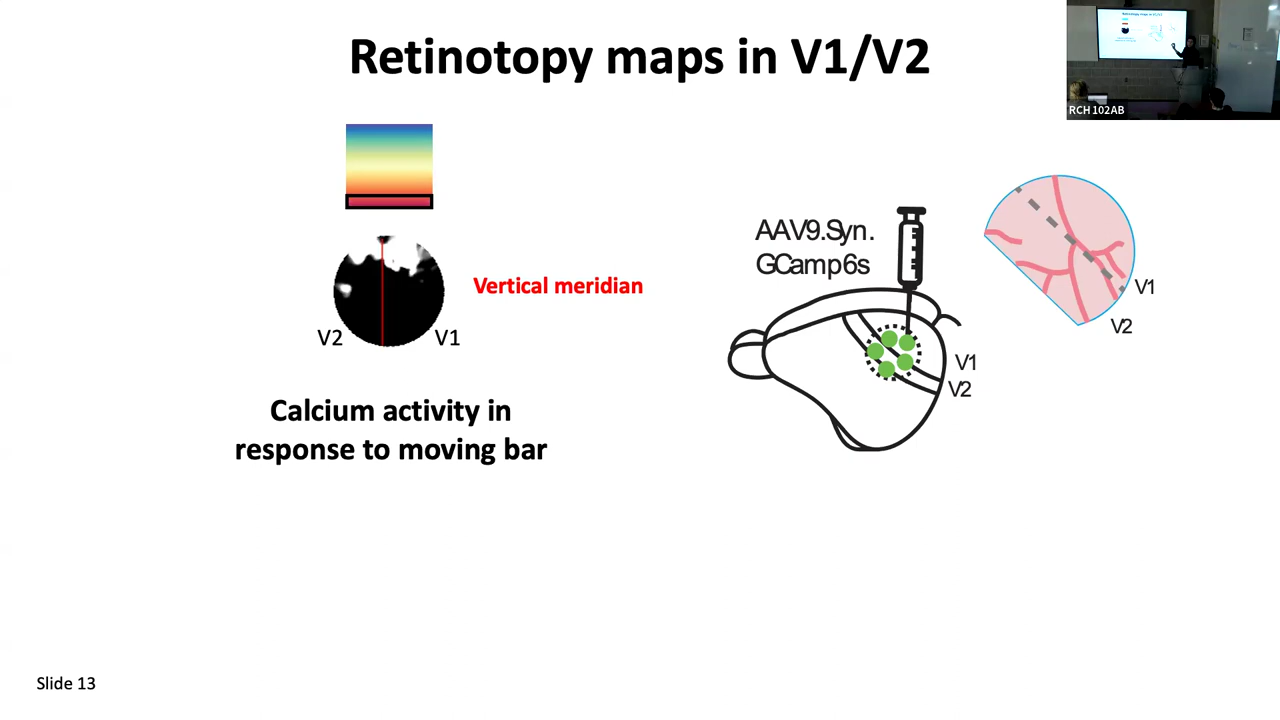 Retinotopy maps in V1/V2
RCH 102AB
Vertical meridian
V2
V1
Calcium activity in
response to moving bar
AAV9.Syn.
GCamp6s
V1
V2
V1
V2
Slide 13